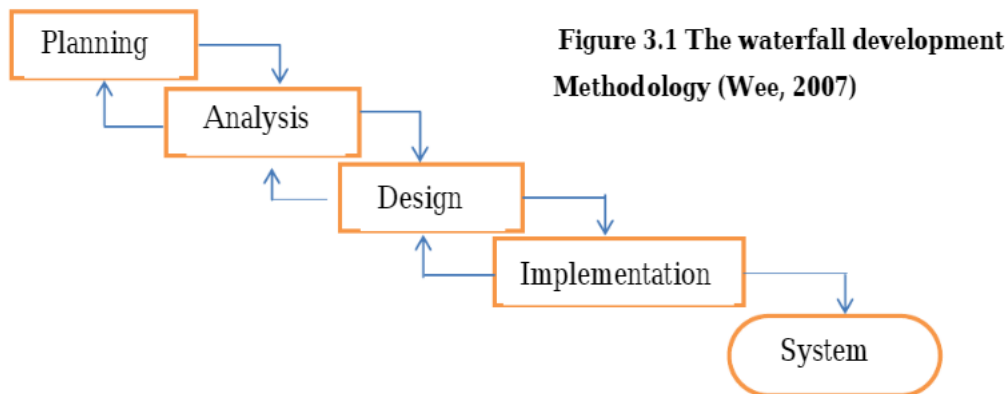 Planning
Figure 3.1 The waterfall development
Methodology (Wee, 2007)
Analysis
Design
Implementation
System